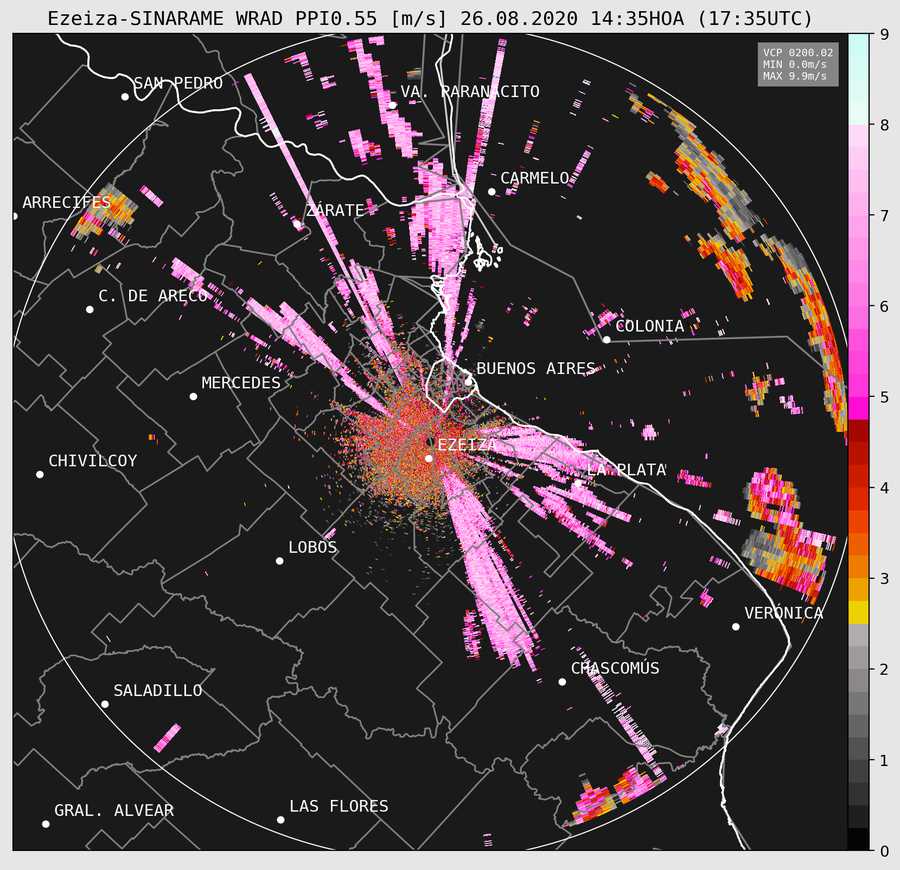 Ezeiza-SINARAME WRAD PPI0.55 [m/s] 26.08.2020 14:35HOA (17:35UTC)
VCP 0200.02
MIN 0.0m/s
MAX 9.9m/s
9
SAN PEDRO
VA. PARANACITO
8
CARMELO
ARRECIFES
ZARATE
7
C. DE ARECO
6
COLONIA
BUENOS AIRES
MERCEDES
5
EZEIZA
CHIVILCOY
LA PLATA
4
LOBOS
3
VERÓNICA
CHASCOMÚS
2
SALADILLO
1
GRAL. ALVEAR
LAS FLORES
0